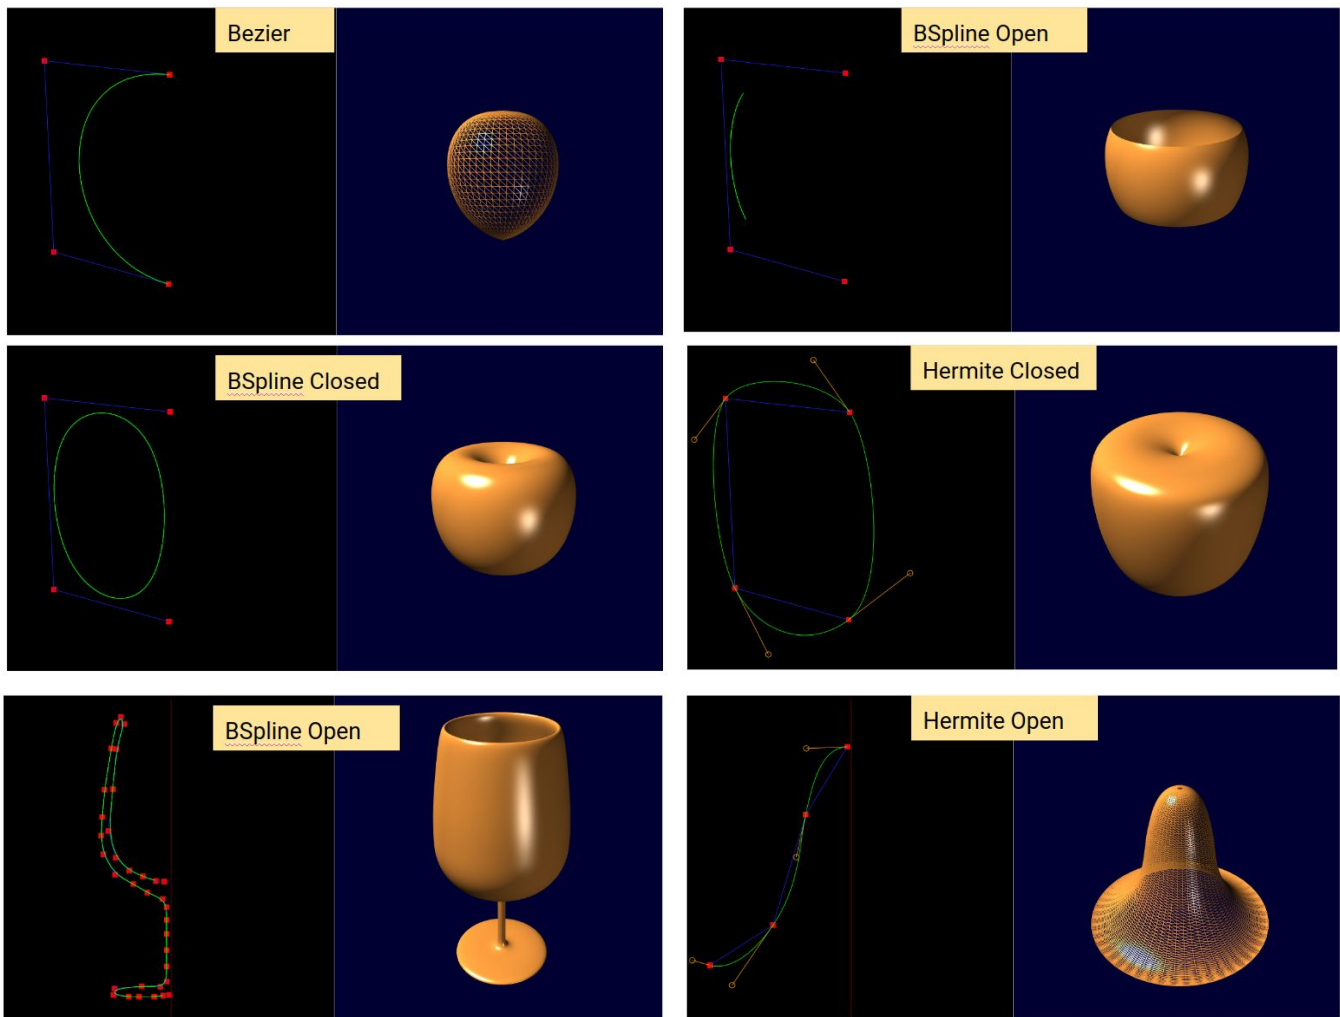 Bezier
BSpline Open
BSpline Closed
Hermite Closed
BSpline Open
Hermite Open